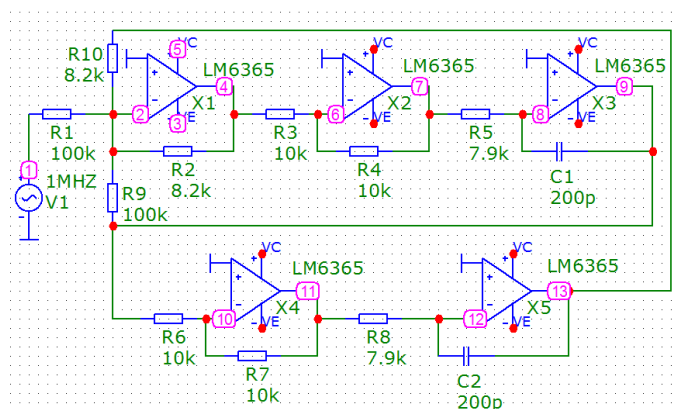 R10
8.2k
5
VC
LM6365
4
X1
2
3
VE
VC
LM6365
7
X2
6
VE
VC
LM6365
9
X3
8
VE
R1
100k
R3
10k
R5
7.9k
R2
8.2k
R4
10k
C1
200p
1
1MHZ
V1
R9
100k
VC
LM6365
11
X4
10
VE
VC
LM6365
13
X5
12
VE
R6
10k
R8
7.9k
R7
10k
C2
200p